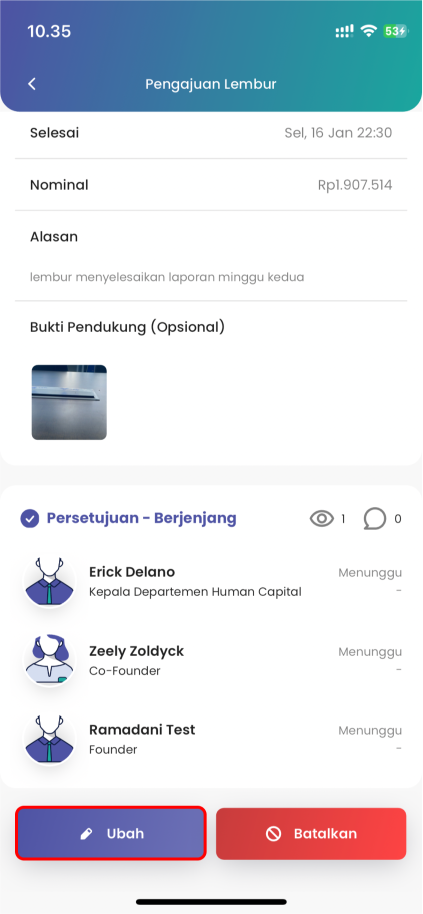 10.35
53
Pengajuan Lembur
Selesai
Sel, 16 Jan 22:30
Nominal
Rp1.907.514
Alasan
lembur menyelesaikan laporan minggu kedua
Bukti Pendukung (Opsional)
Persetujuan - Berjenjang
1
0
Erick Delano
Menunggu
Kepala Departemen Human Capital
-
Zeely Zoldyck
Menunggu
Co-Founder
-
Ramadani Test
Menunggu
Founder
-
Ubah
Batalkan